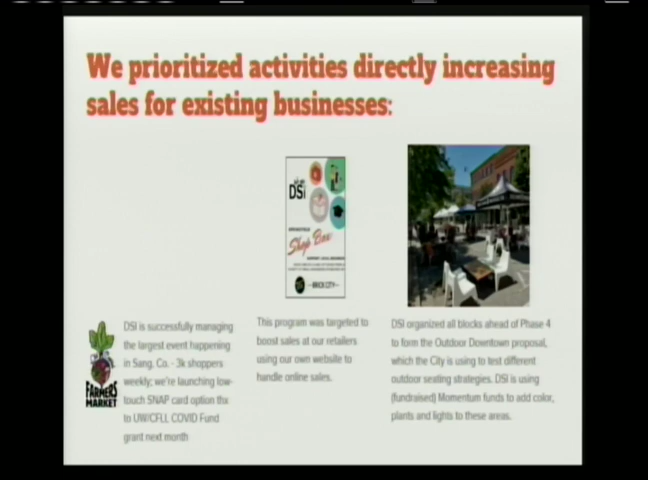 We prioritized activities directly increasing
sales for existing businesses:
DSI is successfully managing
the largest event happening
in Sang. Co. - 3k shoppers
weekly; we're launching low-
touch SNAP card option thx
to UW/CFLL COVID Fund
grant next month
FARMERS
MARKET
DSi
Shop Box
BRICK CITY
This program was targeted to
boost sales at our retailers
using our own website to
handle online sales.
DSI organized all blocks ahead of Phase 4
to form the Outdoor Downtown proposal,
which the City is using to test different
outdoor seating strategies. DSI is using
(fundraised) Momentum funds to add color,
plants and lights to these areas.